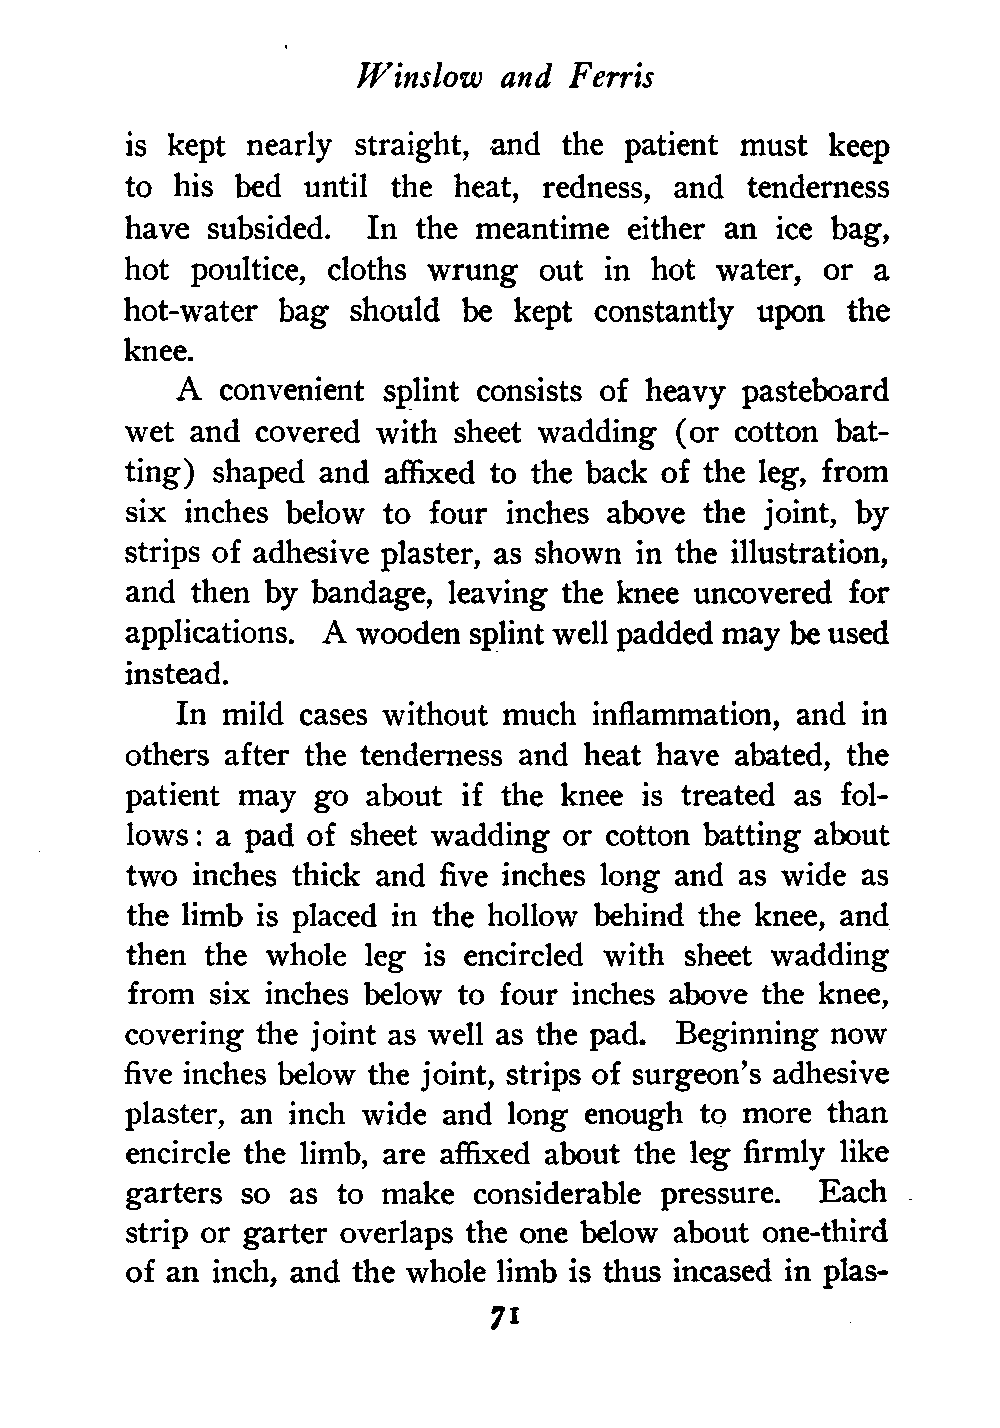 Winslow and Ferris
is kept nearly straight, and the patient must keep
to his bed until the heat, redness, and tenderness
have subsided. In the meantime either an ice bag,
hot poultice, cloths wrung out in hot water, or a
hot-water bag should be kept constantly upon the
knee.
A convenient splint consists of heavy pasteboard
wet and covered with sheet wadding (or cotton bat-
ting) shaped and affixed to the back of the leg, from
six inches below to four inches above the joint, by
strips of adhesive plaster, as shown in the illustration,
and then by bandage, leaving the knee uncovered for
applications. A wooden splint well padded may be used
instead.
In mild cases without much inflammation, and in
others after the tenderness and heat have abated, the
patient may go about if the knee is treated as fol-
lows: a pad of sheet wadding or cotton batting about
two inches thick and five inches long and as wide as
the limb is placed in the hollow behind the knee, and
then the whole leg is encircled with sheet wadding
from six inches below to four inches above the knee,
covering the joint as well as the pad. Beginning now
five inches below the joint, strips of surgeon's adhesive
plaster, an inch wide and long enough to more than
encircle the limb, are affixed about the leg firmly like
garters so as to make considerable pressure. Each
strip or garter overlaps the one below about one-third
of an inch, and the whole limb is thus incased in plas-
71